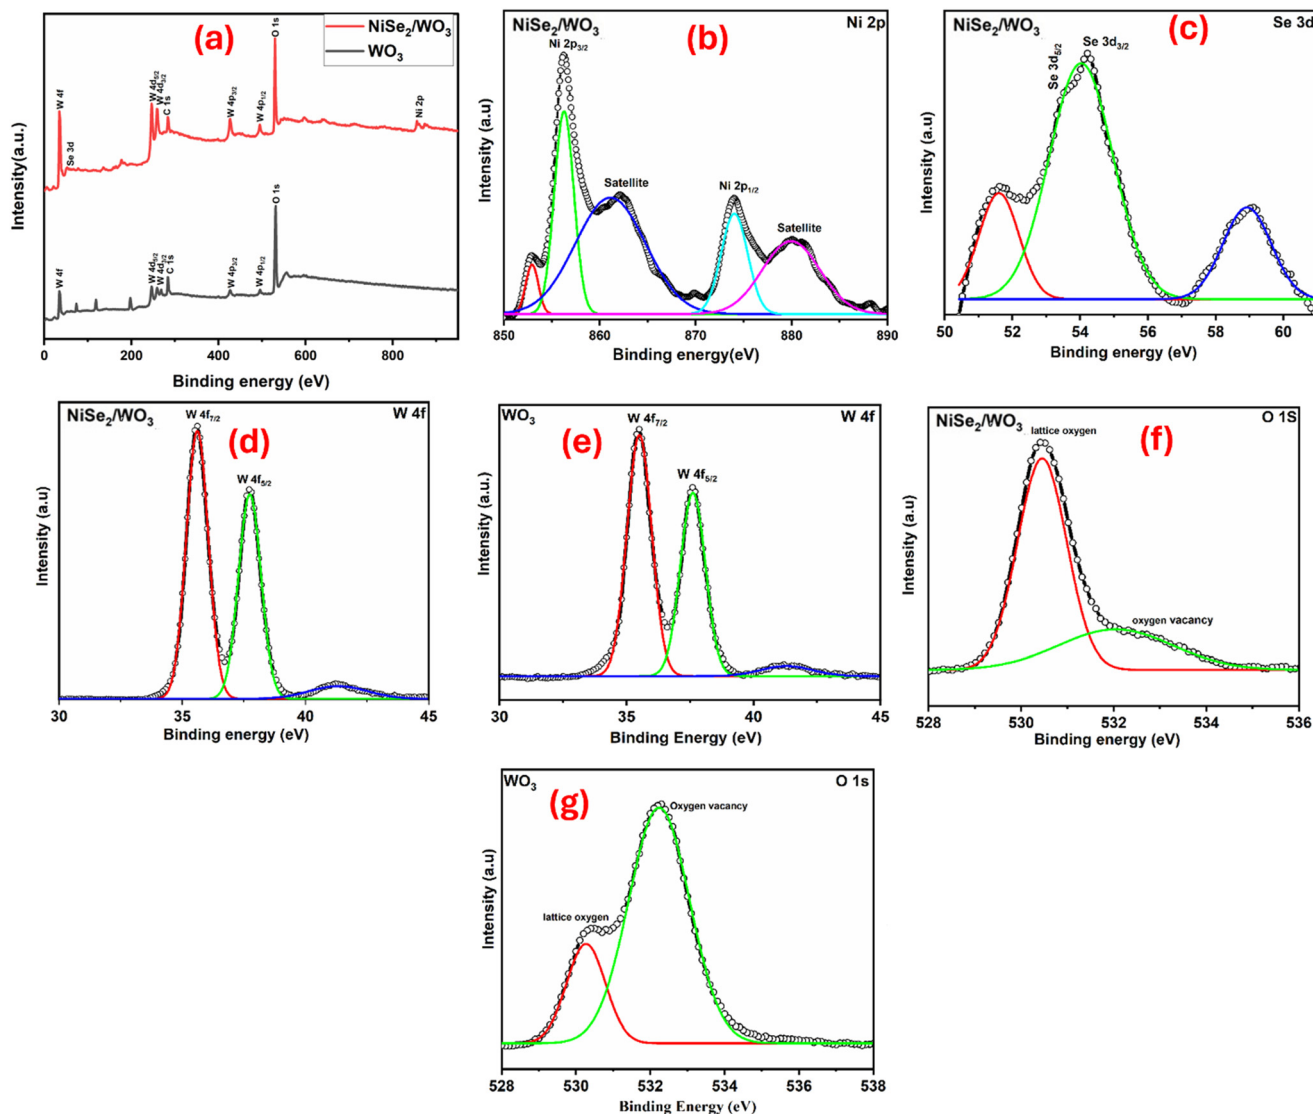 (a)
NiSe₂/WO₃
WO₃
W 4f
Se 3d
W 4d₅/₂
W 4d₃/₂
C 1s
W 4p₃/₂
W 4p₁/₂
O 1s
Ni 2p
W 4f
W 4d₅/₂
W 4d₃/₂
C 1s
W 4p₃/₂
W 4p₁/₂
O 1s
Intensity(a.u.)
0 200 400 600 800
Binding energy (eV)
NiSe₂/WO₃
(b)
Ni 2p
Ni 2p₃/₂
Satellite
Ni 2p₁/₂
Satellite
Intensity (a.u)
850 860 870 880 890
Binding energy(eV)
NiSe₂/WO₃
(c)
Se 3d
Se 3d₅/₂
Se 3d₃/₂
Intensity (a.u.)
50 52 54 56 58 60
Binding energy (eV)
NiSe₂/WO₃
(d)
W 4f
W 4f₇/₂
W 4f₅/₂
Intensity (a.u.)
30 35 40 45
Binding Energy (eV)
WO₃
(e)
W 4f
W 4f₇/₂
W 4f₅/₂
Intensity (a.u.)
30 35 40 45
Binding Energy (eV)
NiSe₂/WO₃
(f)
O 1S
lattice oxygen
oxygen vacancy
Intensity (a.u)
528 530 532 534 536
Binding energy (eV)
WO₃
(g)
O 1s
Oxygen vacancy
lattice oxygen
Intensity (a.u)
528 530 532 534 536 538
Binding Energy (eV)